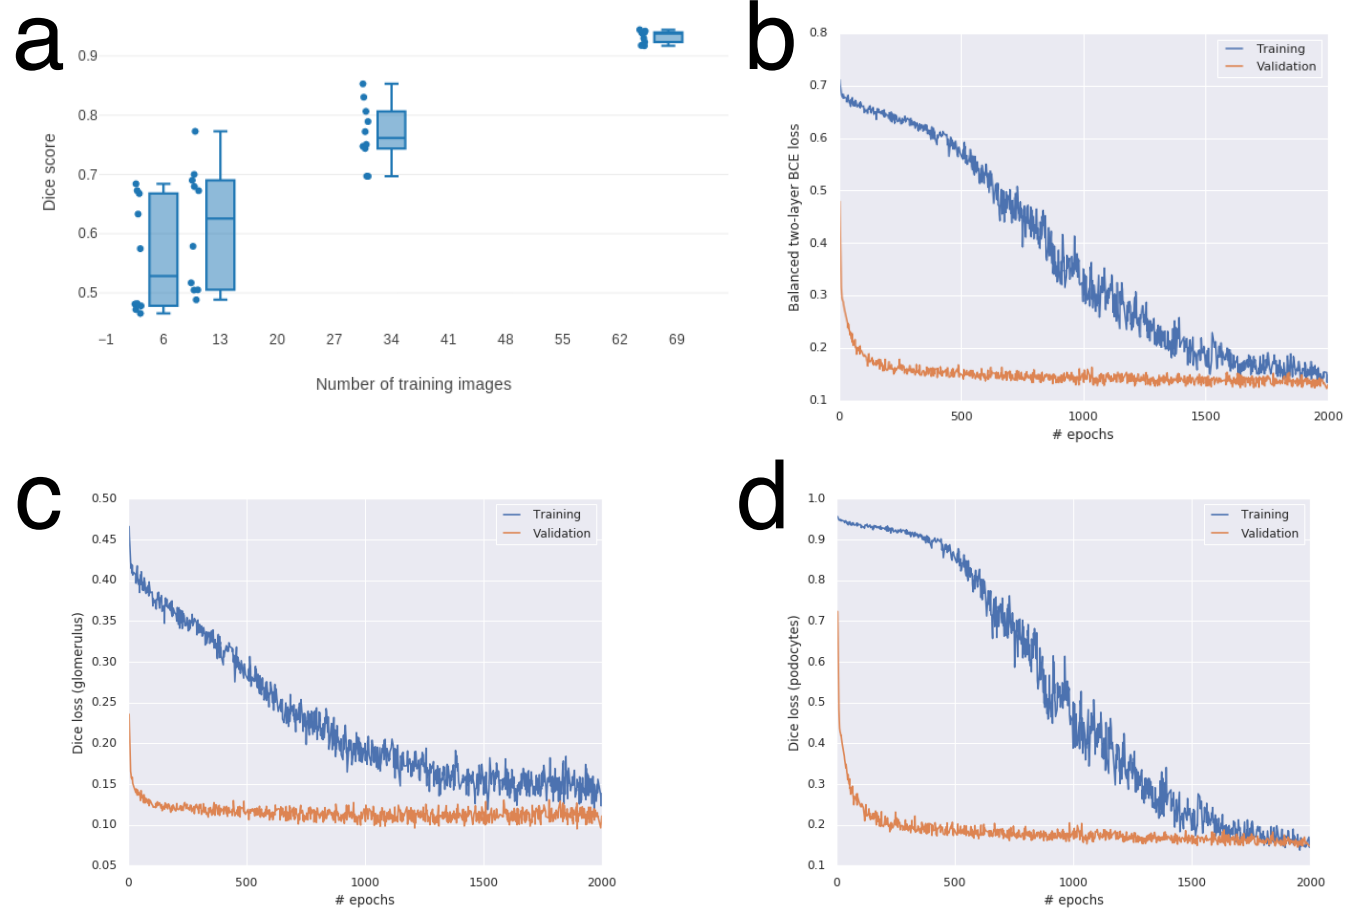 a
0.9
0.8
0.7
0.6
0.5
Dice score
−1 6 13 20 27 34 41 48 55 62 69
Number of training images
b
0.8
0.7
0.6
0.5
0.4
0.3
0.2
0.1
Balanced two-layer BCE loss
Training
Validation
0 500 1000 1500 2000
# epochs
c
0.50
0.45
0.40
0.35
0.30
0.25
0.20
0.15
0.10
0.05
Dice loss (glomerulus)
Training
Validation
0 500 1000 1500 2000
# epochs
d
1.0
0.9
0.8
0.7
0.6
0.5
0.4
0.3
0.2
0.1
Dice loss (podocytes)
Training
Validation
0 500 1000 1500 2000
# epochs